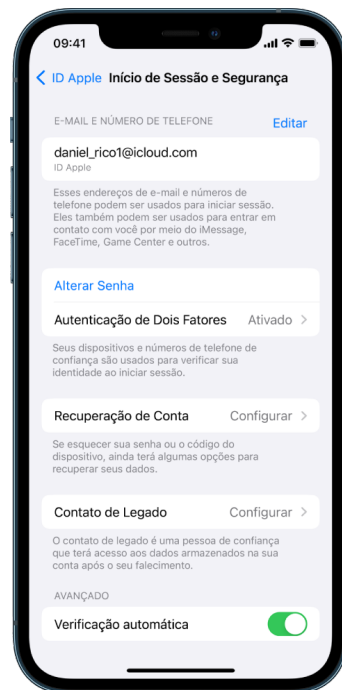 09:41
ID Apple Início de Sessão e Segurança
E-MAIL E NÚMERO DE TELEFONE Editar
daniel_rico1@icloud.com
ID Apple
Esses endereços de e-mail e números de
telefone podem ser usados para iniciar sessão.
Eles também podem ser usados para entrar em
contato com você por meio do iMessage,
FaceTime, Game Center e outros.
Alterar Senha
Autenticação de Dois Fatores Ativado
Seus dispositivos e números de telefone de
confiança são usados para verificar sua
identidade ao iniciar sessão.
Recuperação de Conta Configurar
Se esquecer sua senha ou o código do
dispositivo, ainda terá algumas opções para
recuperar seus dados.
Contato de Legado Configurar
O contato de legado é uma pessoa de confiança
que terá acesso aos dados armazenados na sua
conta após o seu falecimento.
AVANÇADO
Verificação automática